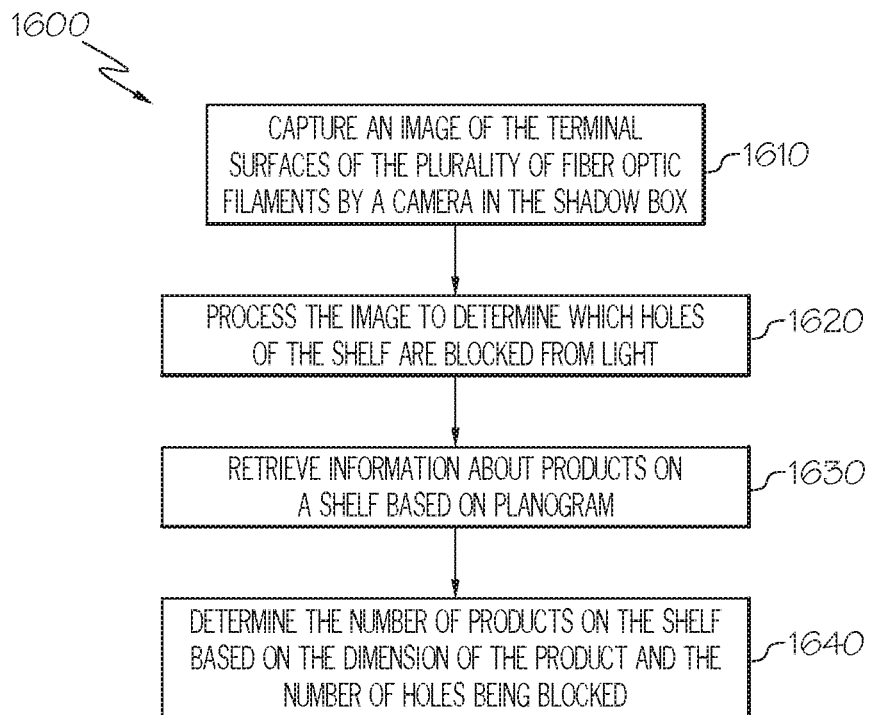 1600
CAPTURE AN IMAGE OF THE TERMINAL
SURFACES OF THE PLURALITY OF FIBER OPTIC
FILAMENTS BY A CAMERA IN THE SHADOW BOX
1610
PROCESS THE IMAGE TO DETERMINE WHICH HOLES
OF THE SHELF ARE BLOCKED FROM LIGHT
1620
RETRIEVE INFORMATION ABOUT PRODUCTS ON
A SHELF BASED ON PLANOGRAM
1630
DETERMINE THE NUMBER OF PRODUCTS ON THE SHELF
BASED ON THE DIMENSION OF THE PRODUCT AND THE
NUMBER OF HOLES BEING BLOCKED
1640